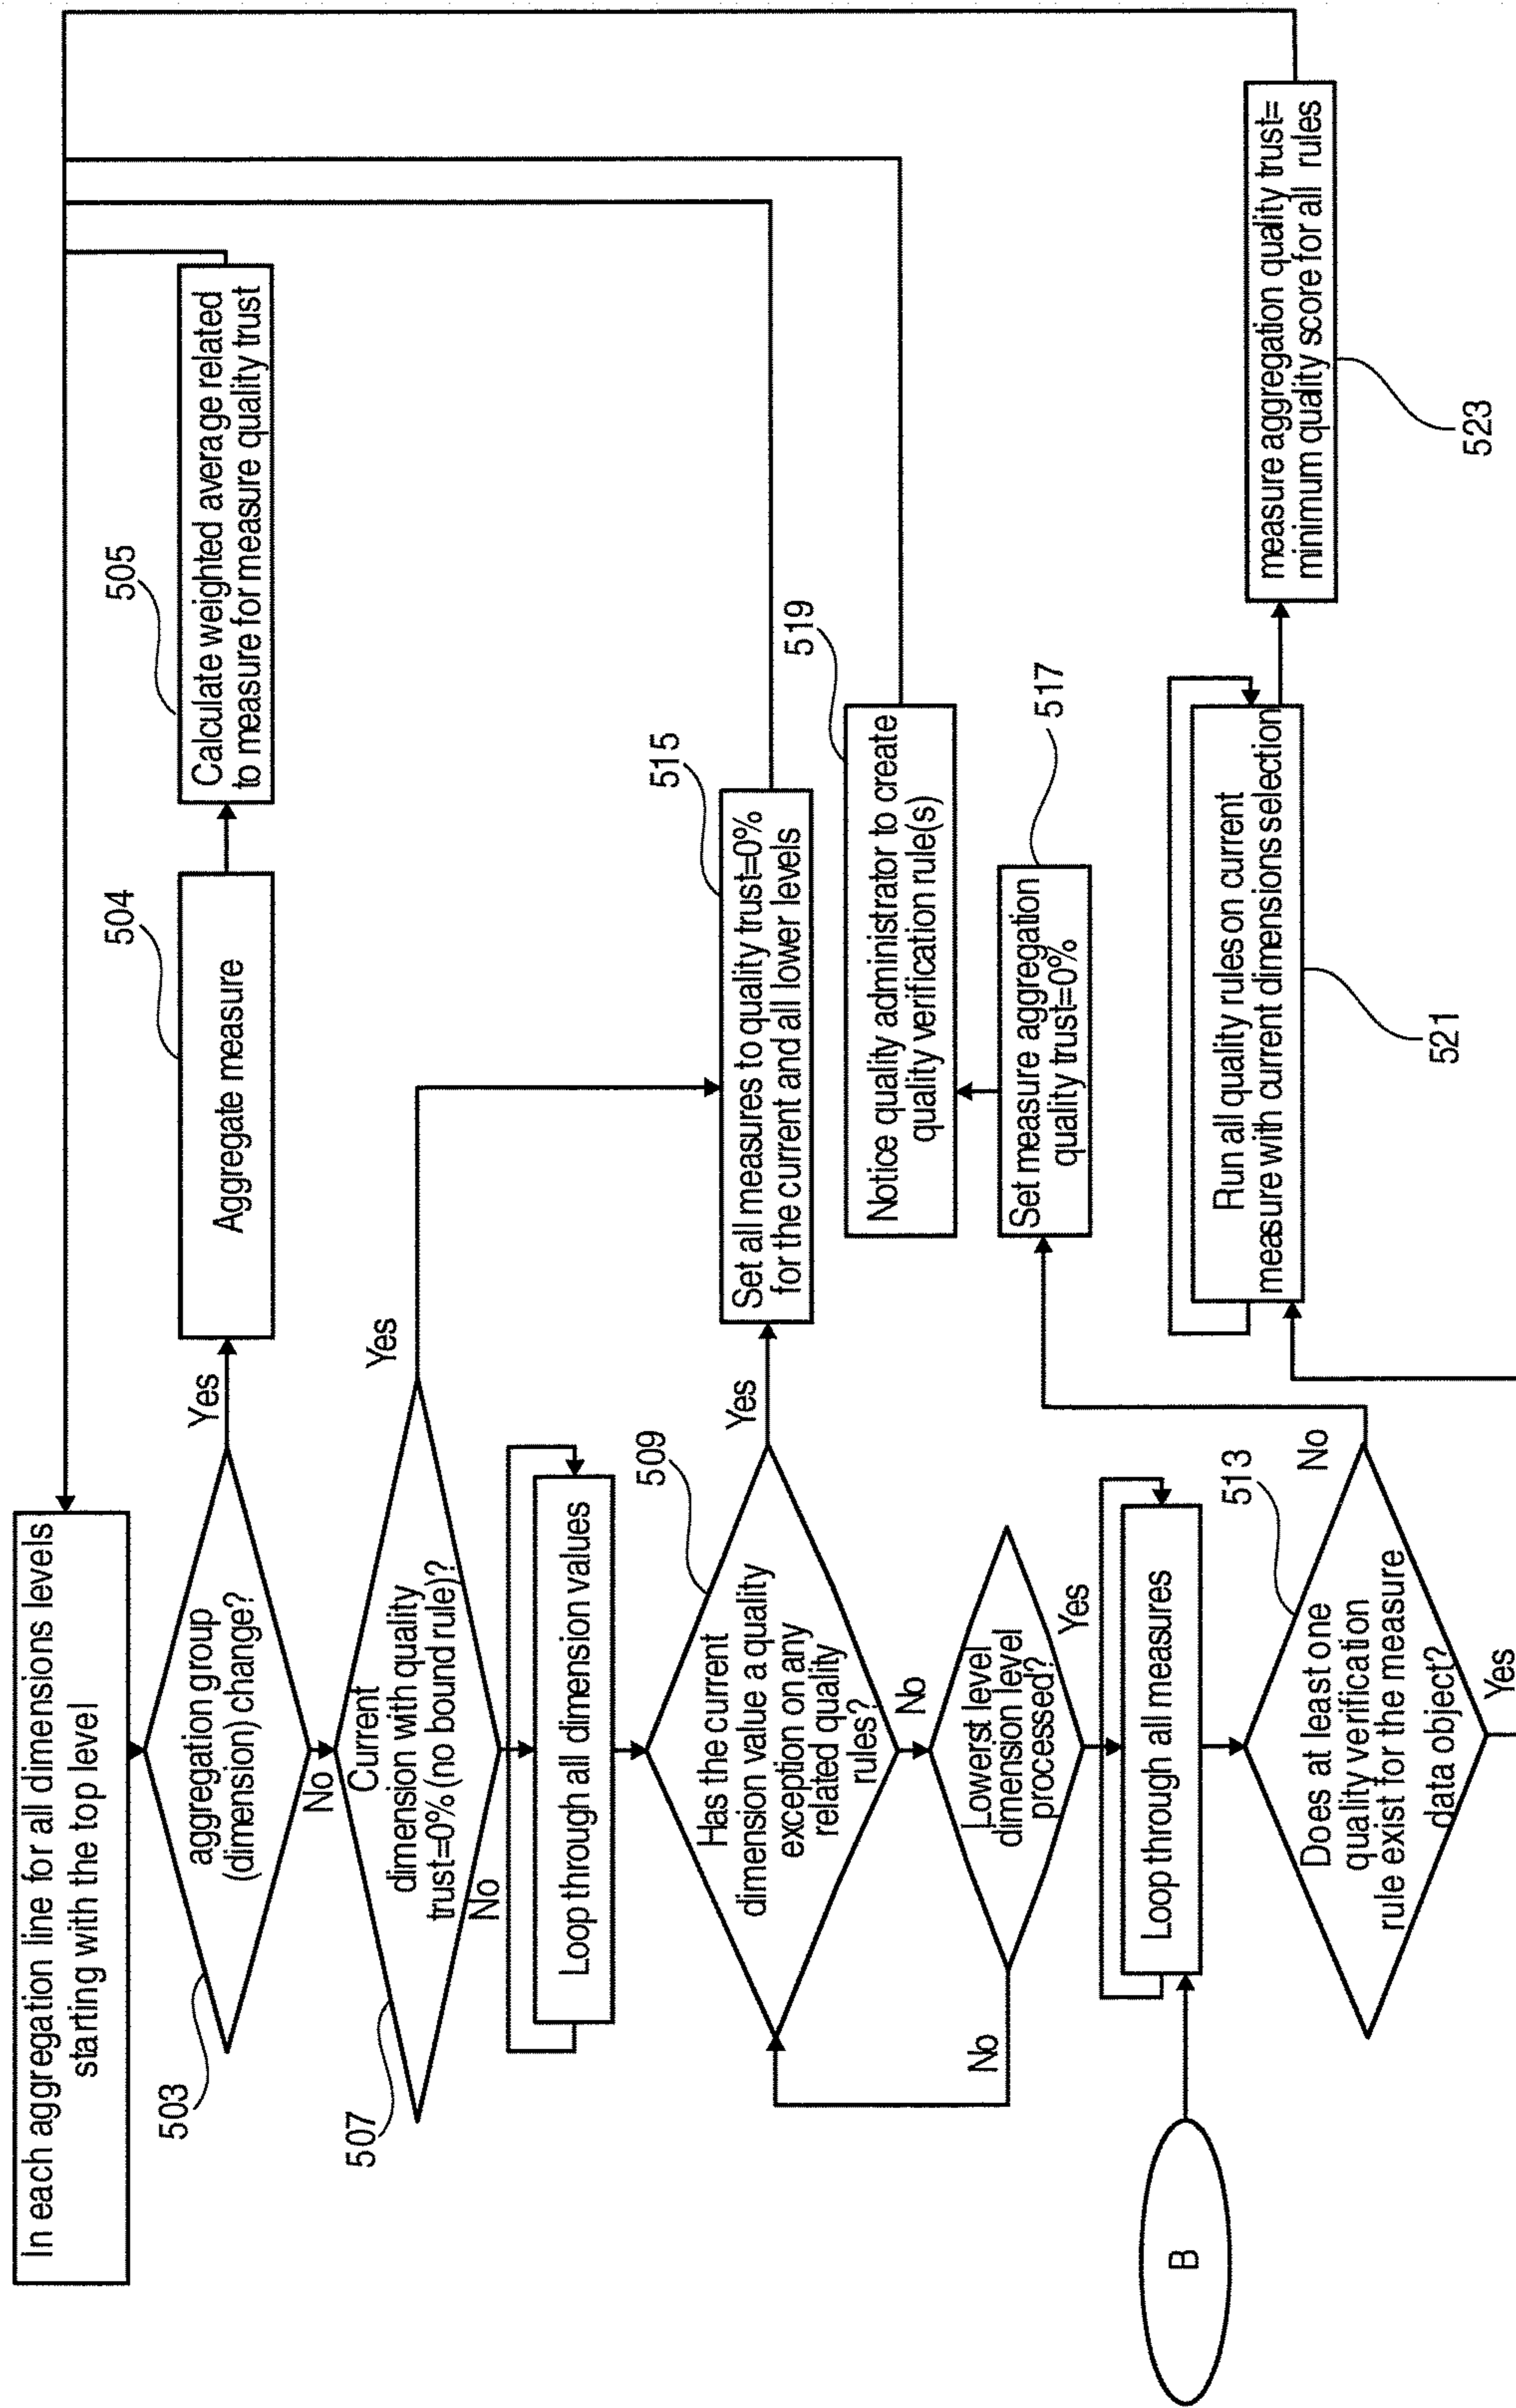 In each aggregation line for all dimensions levels
starting with the top level
503
aggregation group
(dimension) change?
Yes
No
504
Aggregate measure
505
Calculate weighted average related
to measure for measure quality trust
507
Current
dimension with quality
trust=0% (no bound rule)?
Yes
No
Loop through all dimension values
509
Has the current
dimension value a quality
exception on any
related quality
rules?
Yes
No
515
Set all measures to quality trust=0%
for the current and all lower levels
519
Notice quality administrator to create
quality verification rule(s)
Lowerst level
dimension level
processed?
No
Yes
517
Set measure aggregation
quality trust=0%
B
Loop through all measures
513
Does at least one
quality verification
rule exist for the measure
data object?
No
Yes
521
Run all quality rules on current
measure with current dimensions selection
523
measure aggregation quality trust=
minimum quality score for all rules